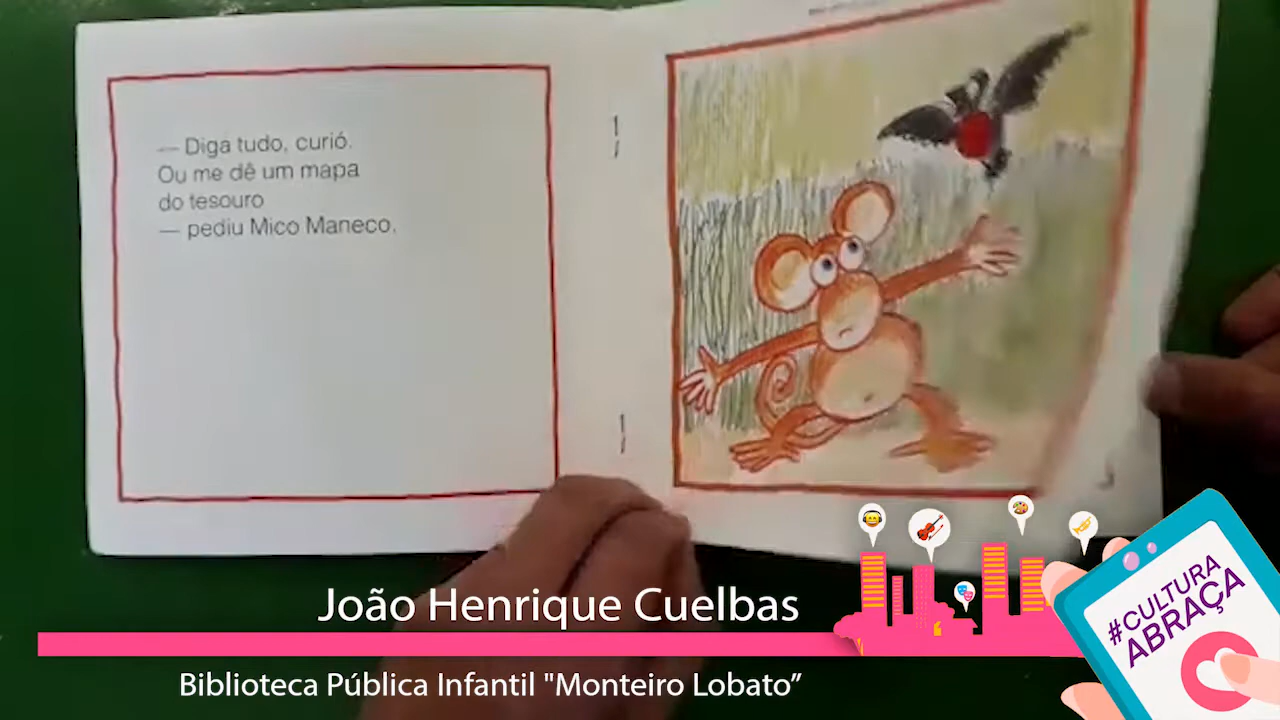 — Diga tudo, curió.
Ou me dê um mapa
do tesouro
— pediu Mico Maneco.
João Henrique Cuelbas
Biblioteca Pública Infantil "Monteiro Lobato”
#CULTURA
ABRAÇA